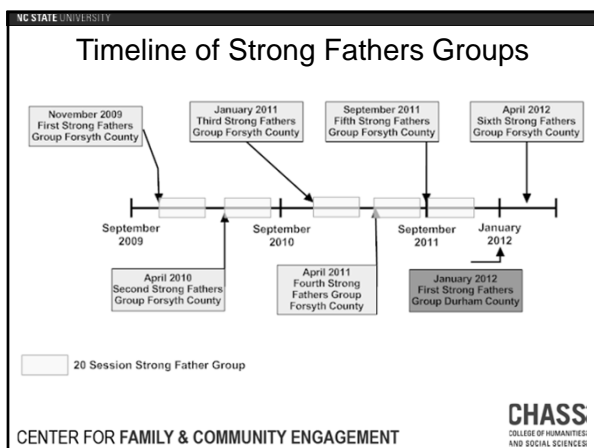 NC STATE UNIVERSITY
Timeline of Strong Fathers Groups
November 2009
First Strong Fathers
Group Forsyth County
January 2011
Third Strong Fathers
Group Forsyth County
September 2011
Fifth Strong Fathers
Group Forsyth County
April 2012
Sixth Strong Fathers
Group Forsyth County
September
2009
September
2010
September
2011
January
2012
April 2010
Second Strong Fathers
Group Forsyth County
April 2011
Fourth Strong
Fathers Group
Forsyth County
January 2012
First Strong Fathers
Group Durham County
20 Session Strong Father Group
CENTER FOR FAMILY & COMMUNITY ENGAGEMENT
CHASS
COLLEGE OF HUMANITIES
AND SOCIAL SCIENCES